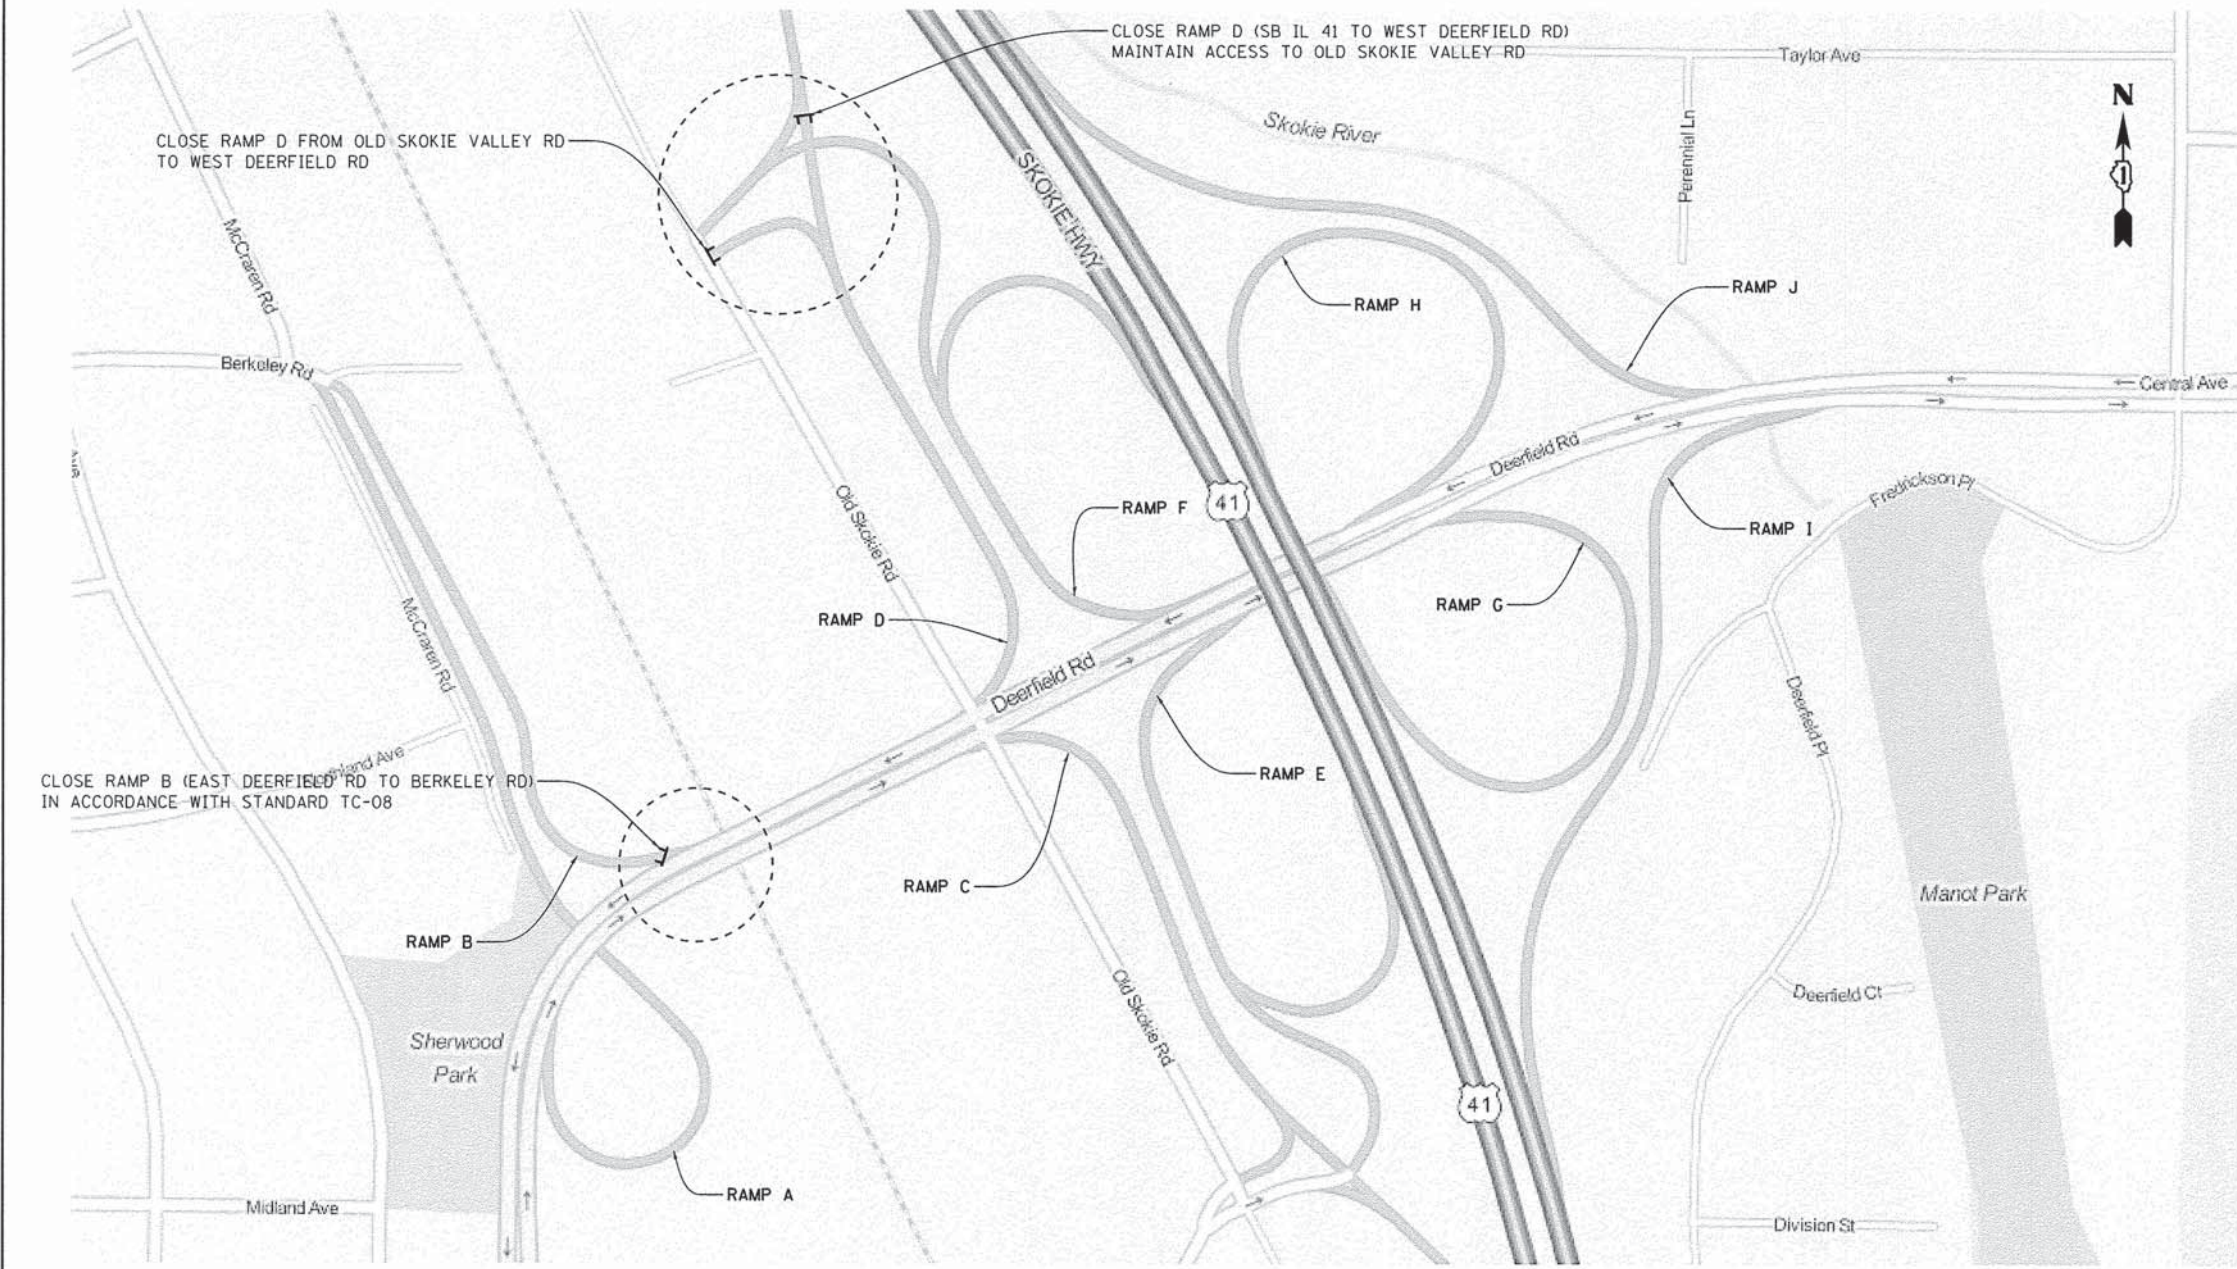 CLOSE RAMP D (SB IL 41 TO WEST DEERFIELD RD)
MAINTAIN ACCESS TO OLD SKOKIE VALLEY RD
Taylor Ave
N
1
Skokie River
Perennial Ln
CLOSE RAMP D FROM OLD SKOKIE VALLEY RD
TO WEST DEERFIELD RD
SKOKIE HWY
McCraren Rd
RAMP H
RAMP J
Berkeley Rd
Central Ave
Deerfield Rd
Ave
Old Skokie Rd
RAMP F
41
Fredrickson Pl
RAMP I
RAMP G
McCraren Rd
RAMP D
Deerfield Rd
Deerfield Pl
RAMP E
CLOSE RAMP B (EAST DEERFIELD RD TO BERKELEY RD)
IN ACCORDANCE WITH STANDARD TC-08
RAMP C
Manot Park
RAMP B
Old Skokie Rd
Deerfield Ct
Sherwood
Park
41
RAMP A
Midland Ave
Division St